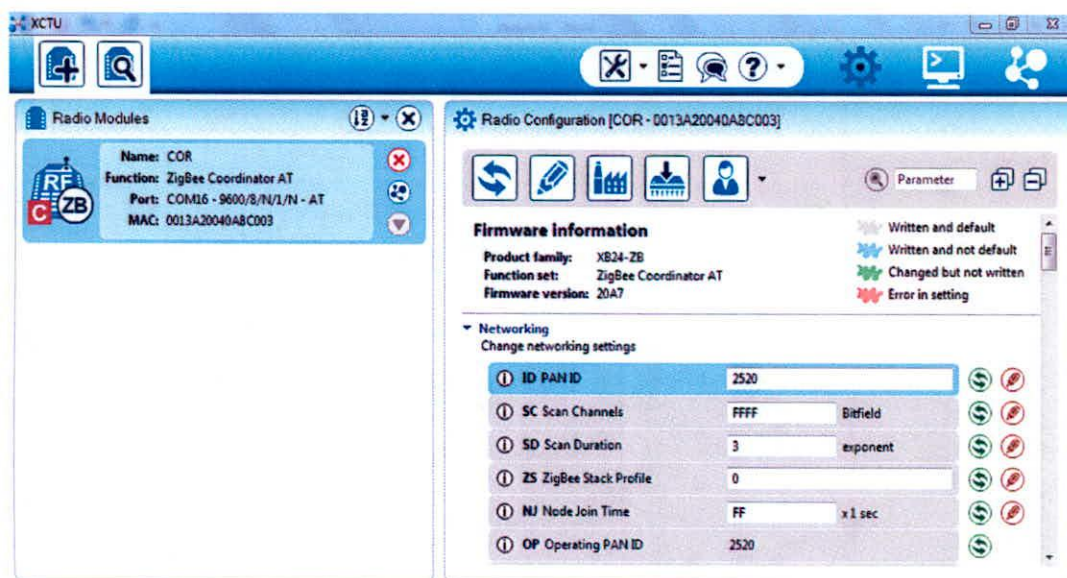 XCTU
Radio Modules
Name: COR
Function: ZigBee Coordinator AT
Port: COM16 - 9600/8/N/1/N - AT
MAC: 0013A20040A8C003
RF
C ZB
Radio Configuration [COR - 0013A20040A8C003]
Parameter
Firmware information
Product family: XB24-ZB
Function set: ZigBee Coordinator AT
Firmware version: 20A7
Written and default
Written and not default
Changed but not written
Error in setting
Networking
Change networking settings
ID PAN ID 2520
SC Scan Channels FFFF Bitfield
SD Scan Duration 3 exponent
ZS ZigBee Stack Profile 0
NJ Node Join Time FF x 1 sec
OP Operating PAN ID 2520